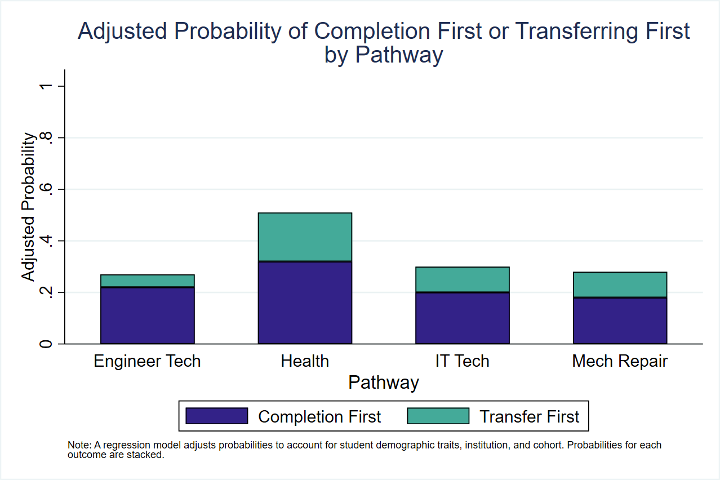 Adjusted Probability of Completion First or Transferring First
by Pathway
Adjusted Probability
1
.8
.6
.4
.2
0
Engineer Tech
Health
IT Tech
Mech Repair
Pathway
Completion First
Transfer First
Note: A regression model adjusts probabilities to account for student demographic traits, institution, and cohort. Probabilities for each
outcome are stacked.